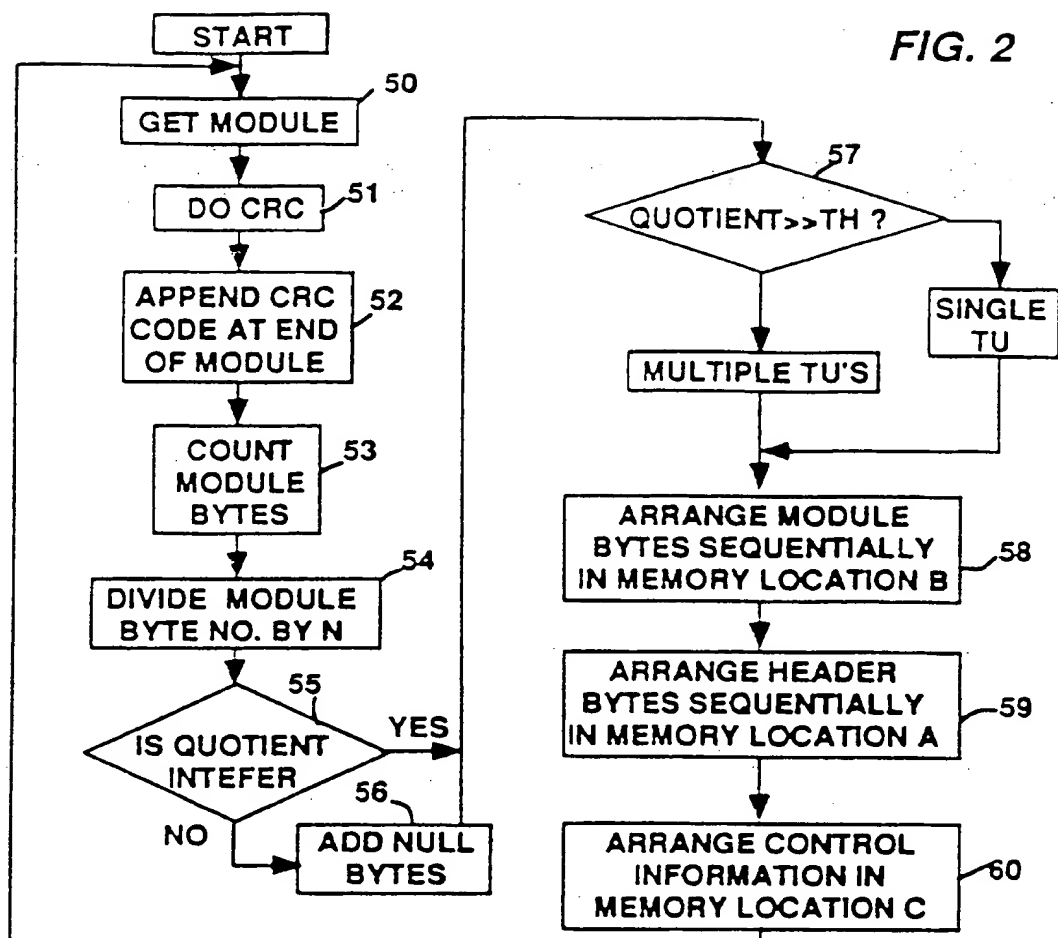 FIG. 2
START
50
GET MODULE
51
DO CRC
52
APPEND CRC
CODE AT END
OF MODULE
53
COUNT
MODULE
BYTES
54
DIVIDE MODULE
BYTE NO. BY N
55
IS QUOTIENT
INTEFER
YES
NO
56
ADD NULL
BYTES
57
QUOTIENT>>TH ?
SINGLE
TU
MULTIPLE TU'S
58
ARRANGE MODULE
BYTES SEQUENTIALLY
IN MEMORY LOCATION B
59
ARRANGE HEADER
BYTES SEQUENTIALLY
IN MEMORY LOCATION A
60
ARRANGE CONTROL
INFORMATION IN
MEMORY LOCATION C